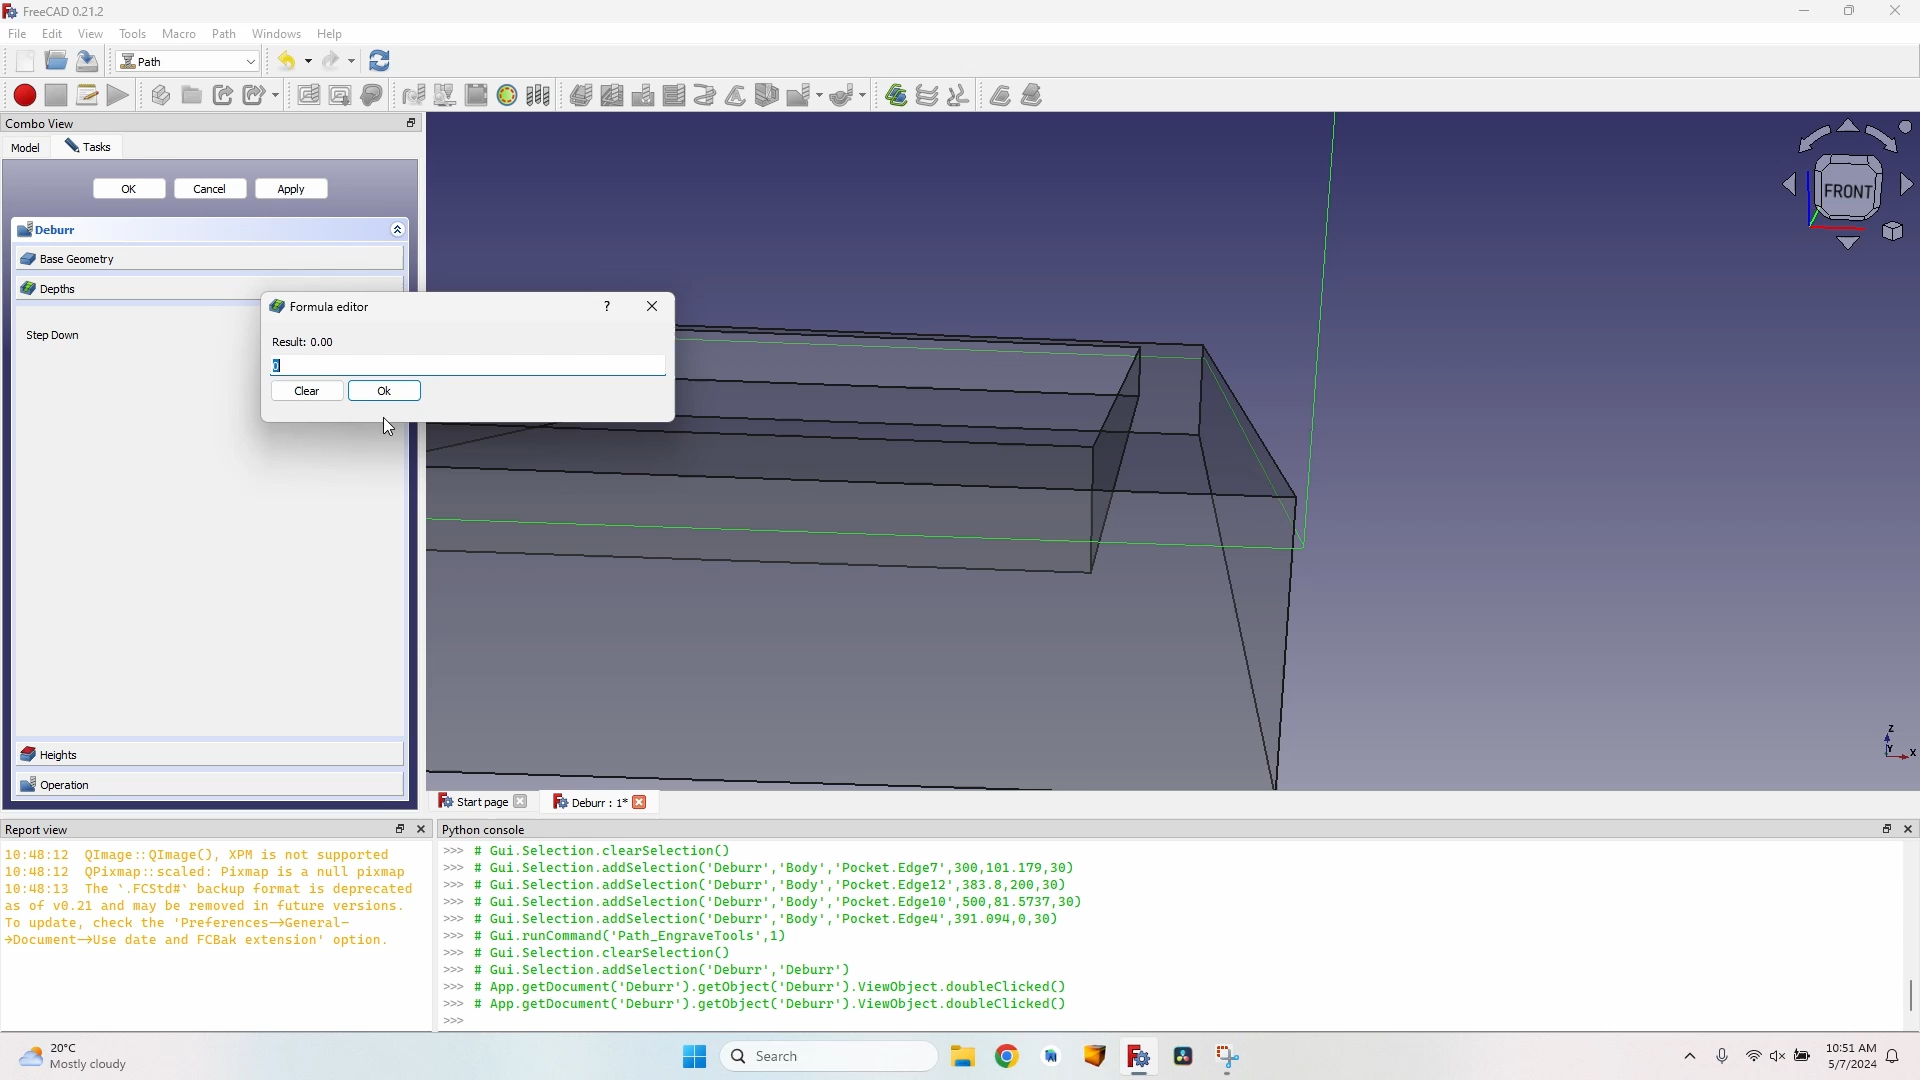 FreeCAD 0.21.2
File Edit View Tools Macro Path Windows Help
Path
Combo View
Model Tasks
OK Cancel Apply
Deburr
Base Geometry
Depths
Step Down
Formula editor ?
Result: 0.00
0
Clear Ok
Heights
Operation
FRONT
Z
Y
X
Start page Deburr : 1*
Report view
10:48:12 QImage::QImage(), XPM is not supported
10:48:12 QPixmap::scaled: Pixmap is a null pixmap
10:48:13 The `.FCStd#` backup format is deprecated
as of v0.21 and may be removed in future versions.
To update, check the 'Preferences→General-
→Document→Use date and FCBak extension' option.
Python console
>>> # Gui.Selection.clearSelection()
>>> # Gui.Selection.addSelection('Deburr','Body','Pocket.Edge7',300,101.179,30)
>>> # Gui.Selection.addSelection('Deburr','Body','Pocket.Edge12',383.8,200,30)
>>> # Gui.Selection.addSelection('Deburr','Body','Pocket.Edge10',500,81.5737,30)
>>> # Gui.Selection.addSelection('Deburr','Body','Pocket.Edge4',391.094,0,30)
>>> # Gui.runCommand('Path_EngraveTools',1)
>>> # Gui.Selection.clearSelection()
>>> # Gui.Selection.addSelection('Deburr','Deburr')
>>> # App.getDocument('Deburr').getObject('Deburr').ViewObject.doubleClicked()
>>> # App.getDocument('Deburr').getObject('Deburr').ViewObject.doubleClicked()
>>>
20°C
Mostly cloudy
Search
10:51 AM
5/7/2024